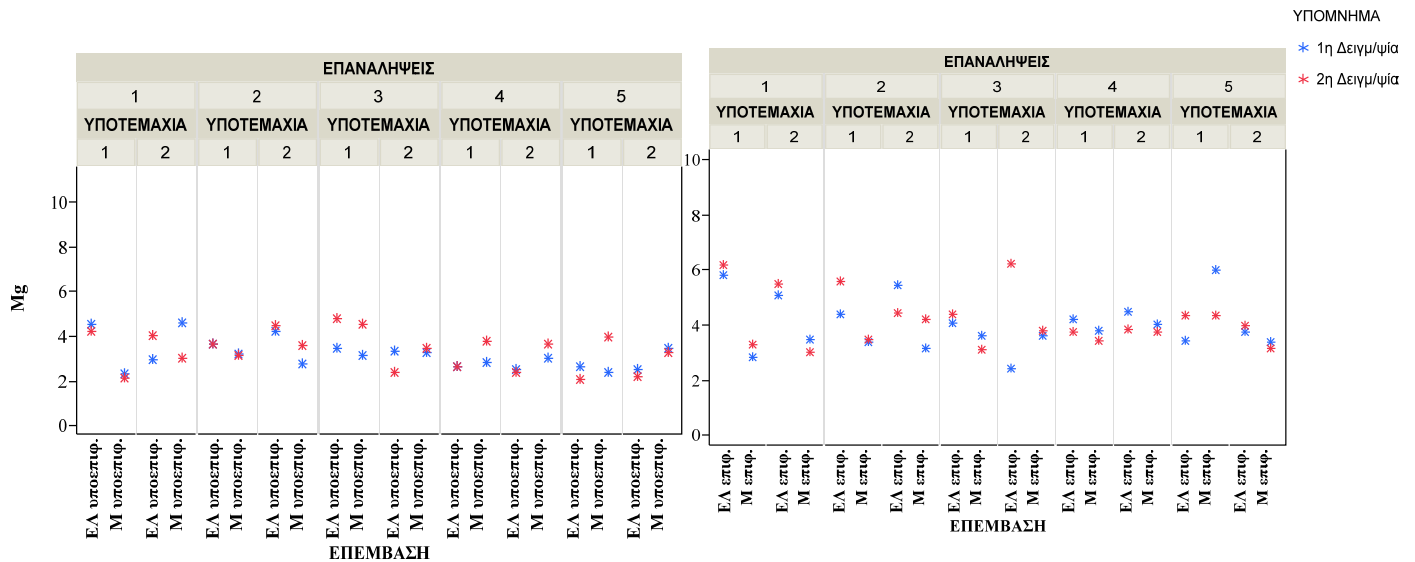 ΥΠΟΜΝΗΜΑ
1η Δειγμ/ψία
2η Δειγμ/ψία
ΕΠΑΝΑΛΗΨΕΙΣ
1 2 3 4 5
ΥΠΟΤΕΜΑΧΙΑ ΥΠΟΤΕΜΑΧΙΑ ΥΠΟΤΕΜΑΧΙΑ ΥΠΟΤΕΜΑΧΙΑ ΥΠΟΤΕΜΑΧΙΑ
1 2 1 2 1 2 1 2 1 2
Mg
10
8
6
4
2
0
ΕΛ υποεπιφ.
Μ υποεπιφ.
ΕΛ υποεπιφ.
Μ υποεπιφ.
ΕΛ υποεπιφ.
Μ υποεπιφ.
ΕΛ υποεπιφ.
Μ υποεπιφ.
ΕΛ υποεπιφ.
Μ υποεπιφ.
ΕΛ υποεπιφ.
Μ υποεπιφ.
ΕΛ υποεπιφ.
Μ υποεπιφ.
ΕΛ υποεπιφ.
Μ υποεπιφ.
ΕΛ υποεπιφ.
Μ υποεπιφ.
ΕΛ υποεπιφ.
Μ υποεπιφ.
ΕΠΕΜΒΑΣΗ
ΕΠΑΝΑΛΗΨΕΙΣ
1 2 3 4 5
ΥΠΟΤΕΜΑΧΙΑ ΥΠΟΤΕΜΑΧΙΑ ΥΠΟΤΕΜΑΧΙΑ ΥΠΟΤΕΜΑΧΙΑ ΥΠΟΤΕΜΑΧΙΑ
1 2 1 2 1 2 1 2 1 2
10
8
6
4
2
0
ΕΛ επιφ.
Μ επιφ.
ΕΛ επιφ.
Μ επιφ.
ΕΛ επιφ.
Μ επιφ.
ΕΛ επιφ.
Μ επιφ.
ΕΛ επιφ.
Μ επιφ.
ΕΛ επιφ.
Μ επιφ.
ΕΛ επιφ.
Μ επιφ.
ΕΛ επιφ.
Μ επιφ.
ΕΛ επιφ.
Μ επιφ.
ΕΛ επιφ.
Μ επιφ.
ΕΠΕΜΒΑΣΗ